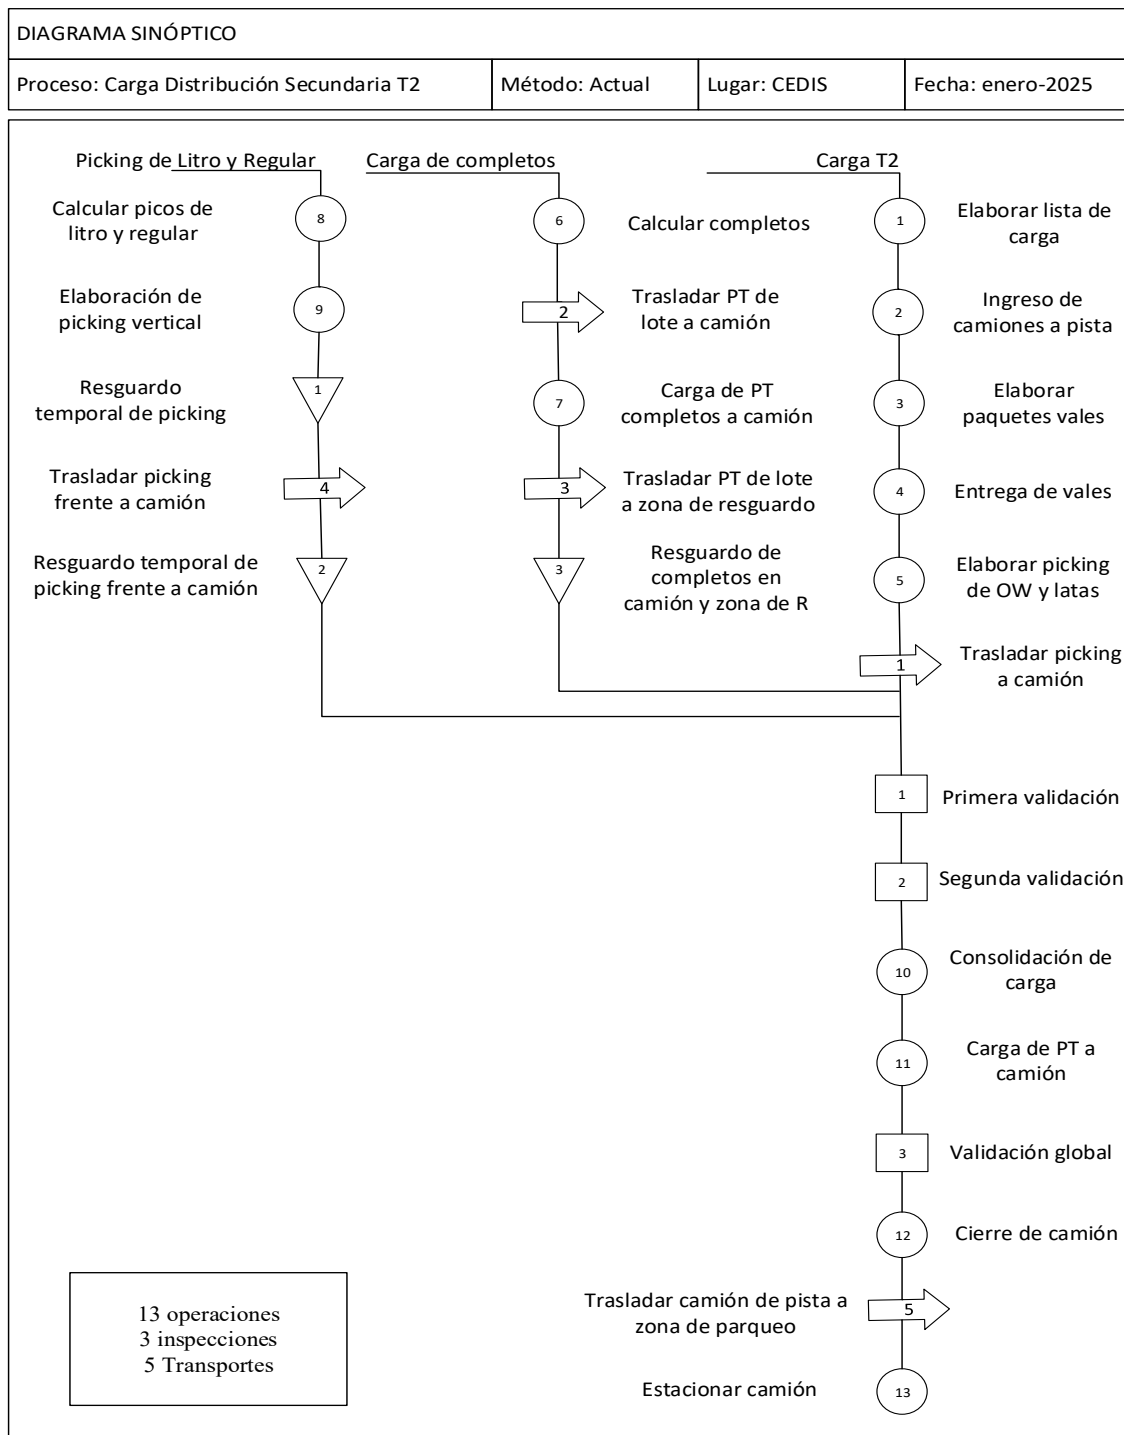 DIAGRAMA SINÓPTICO
Proceso: Carga Distribución Secundaria T2
Método: Actual
Lugar: CEDIS
Fecha: enero-2025
Picking de Litro y Regular
Calcular picos de
litro y regular
8
Elaboración de
picking vertical
9
Resguardo
temporal de picking
1
Trasladar picking
frente a camión
4
Resguardo temporal de
picking frente a camión
2
Carga de completos
6
Calcular completos
2
Trasladar PT de
lote a camión
7
Carga de PT
completos a camión
3
Trasladar PT de lote
a zona de resguardo
3
Resguardo de
completos en
camión y zona de R
Carga T2
1
Elaborar lista de
carga
2
Ingreso de
camiones a pista
3
Elaborar
paquetes vales
4
Entrega de vales
5
Elaborar picking
de OW y latas
1
Trasladar picking
a camión
1
Primera validación
2
Segunda validación
10
Consolidación de
carga
11
Carga de PT a
camión
3
Validación global
12
Cierre de camión
Trasladar camión de pista a
zona de parqueo
5
Estacionar camión
13
13 operaciones
3 inspecciones
5 Transportes